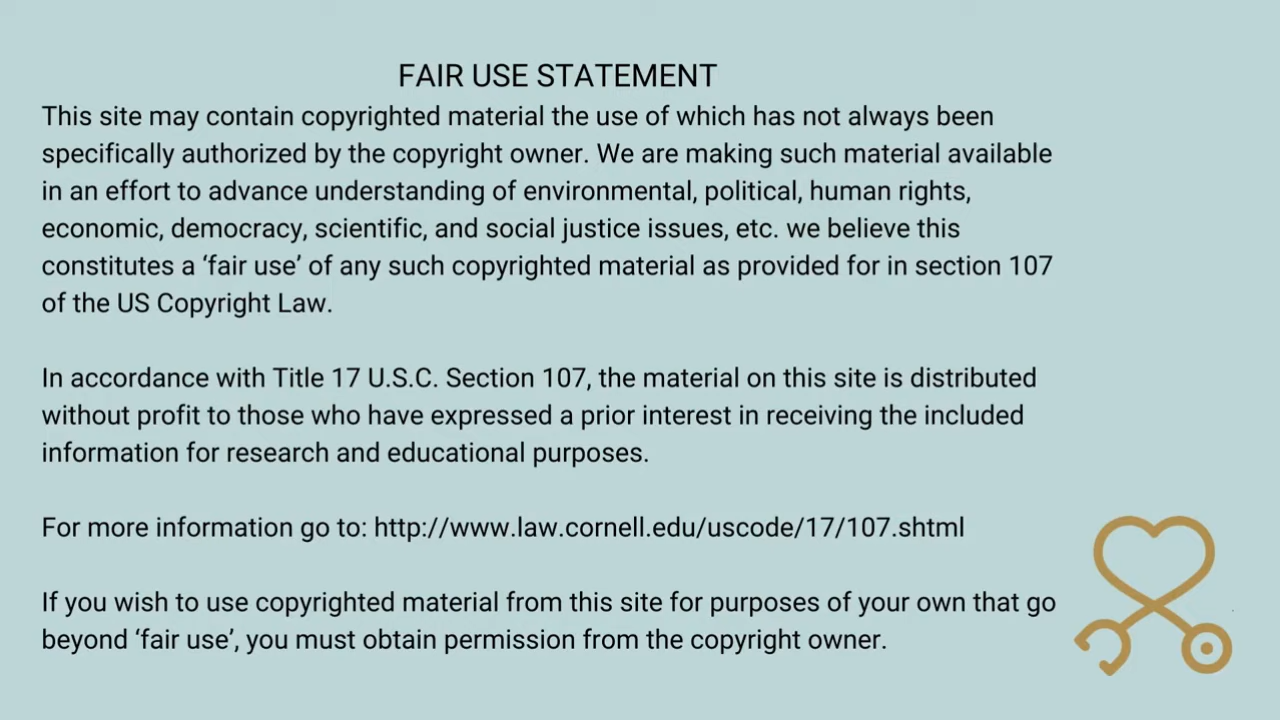 FAIR USE STATEMENT
This site may contain copyrighted material the use of which has not always been
specifically authorized by the copyright owner. We are making such material available
in an effort to advance understanding of environmental, political, human rights,
economic, democracy, scientific, and social justice issues, etc. we believe this
constitutes a ‘fair use’ of any such copyrighted material as provided for in section 107
of the US Copyright Law.
In accordance with Title 17 U.S.C. Section 107, the material on this site is distributed
without profit to those who have expressed a prior interest in receiving the included
information for research and educational purposes.
For more information go to: http://www.law.cornell.edu/uscode/17/107.shtml
If you wish to use copyrighted material from this site for purposes of your own that go
beyond ‘fair use’, you must obtain permission from the copyright owner.